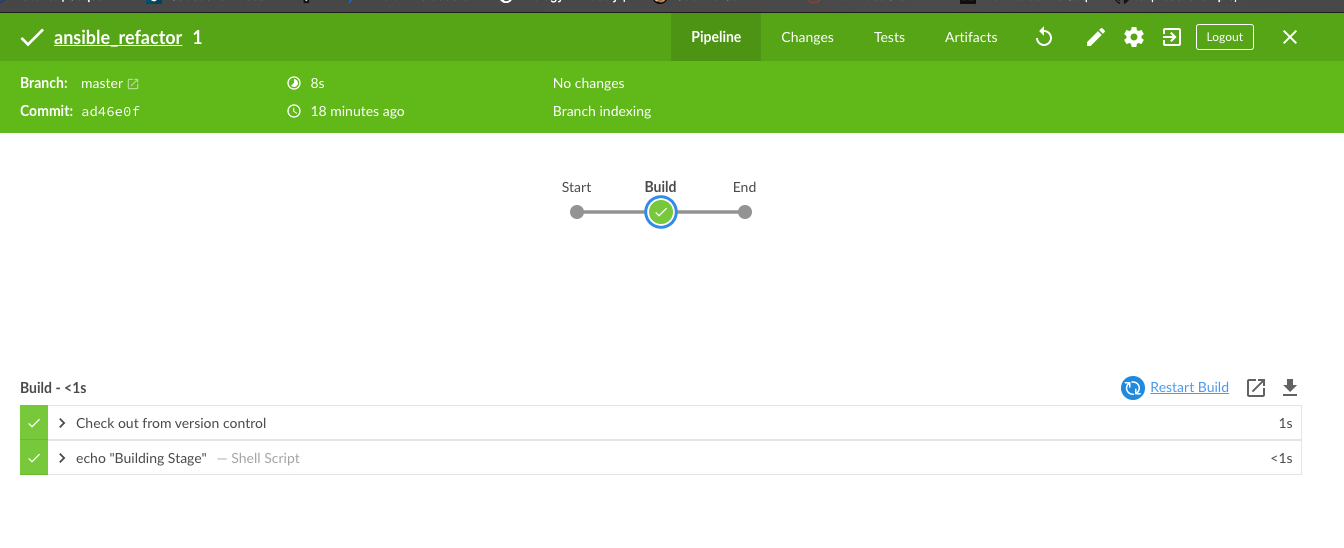 ansible_refactor 1
Pipeline Changes Tests Artifacts Logout
Branch: master 8s No changes
Commit: ad46e0f 18 minutes ago Branch indexing
Start Build End
Build - <1s Restart Build
Check out from version control 1s
echo "Building Stage" — Shell Script <1s